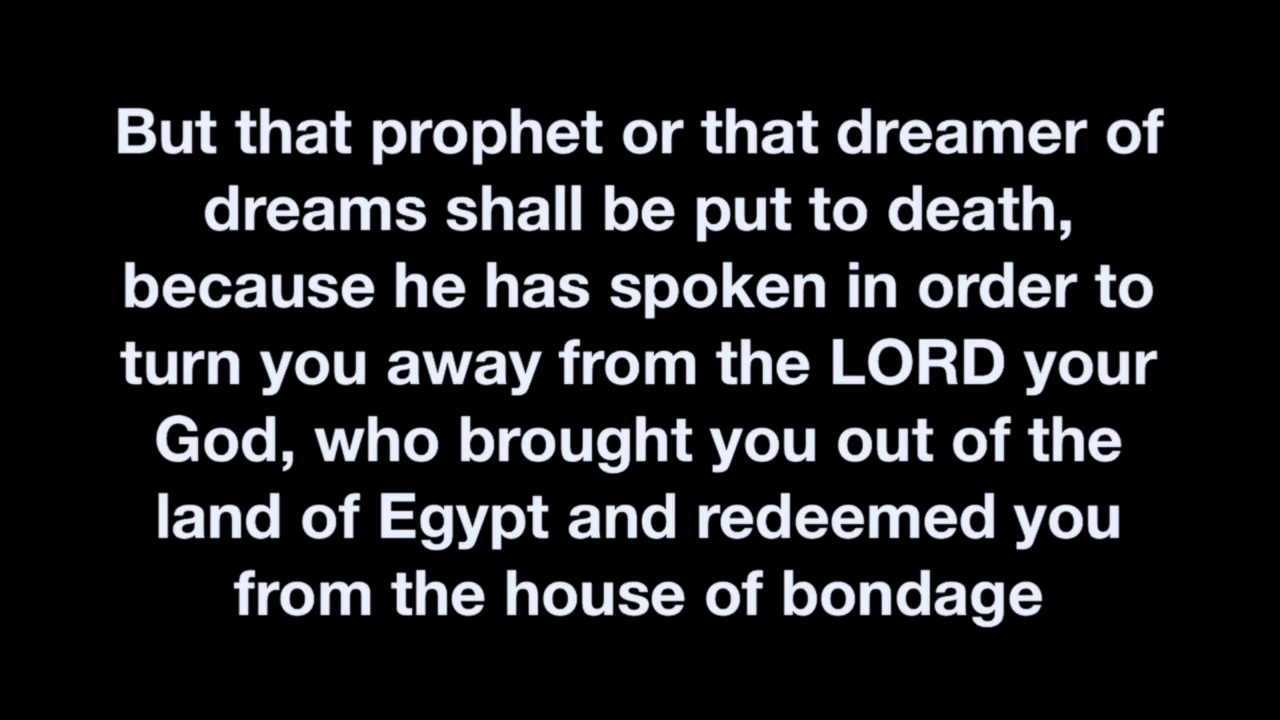 But that prophet or that dreamer of
dreams shall be put to death,
because he has spoken in order to
turn you away from the LORD your
God, who brought you out of the
land of Egypt and redeemed you
from the house of bondage